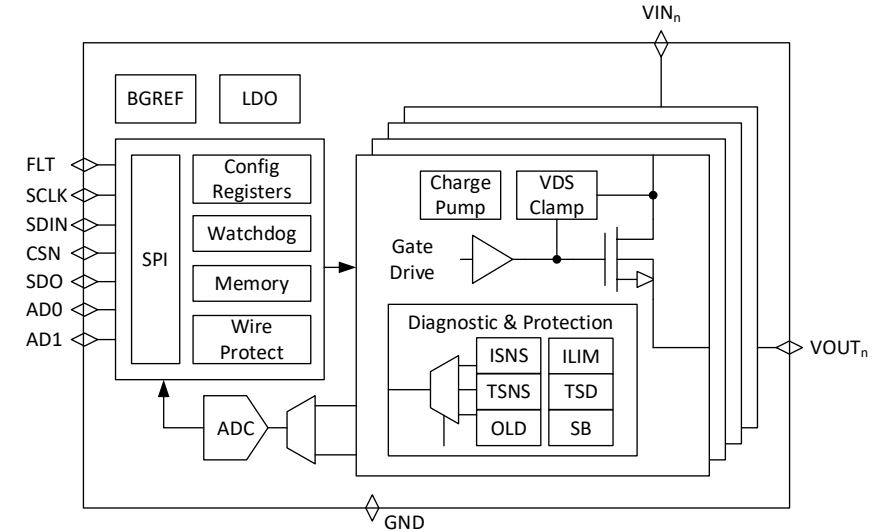 VINn
BGREF
LDO
FLT
SCLK
SDIN
CSN
SDO
AD0
AD1
SPI
Config
Registers
Watchdog
Memory
Wire
Protect
Charge
Pump
VDS
Clamp
Gate
Drive
Diagnostic & Protection
ISNS
ILIM
TSNS
TSD
OLD
SB
ADC
VOUTn
GND